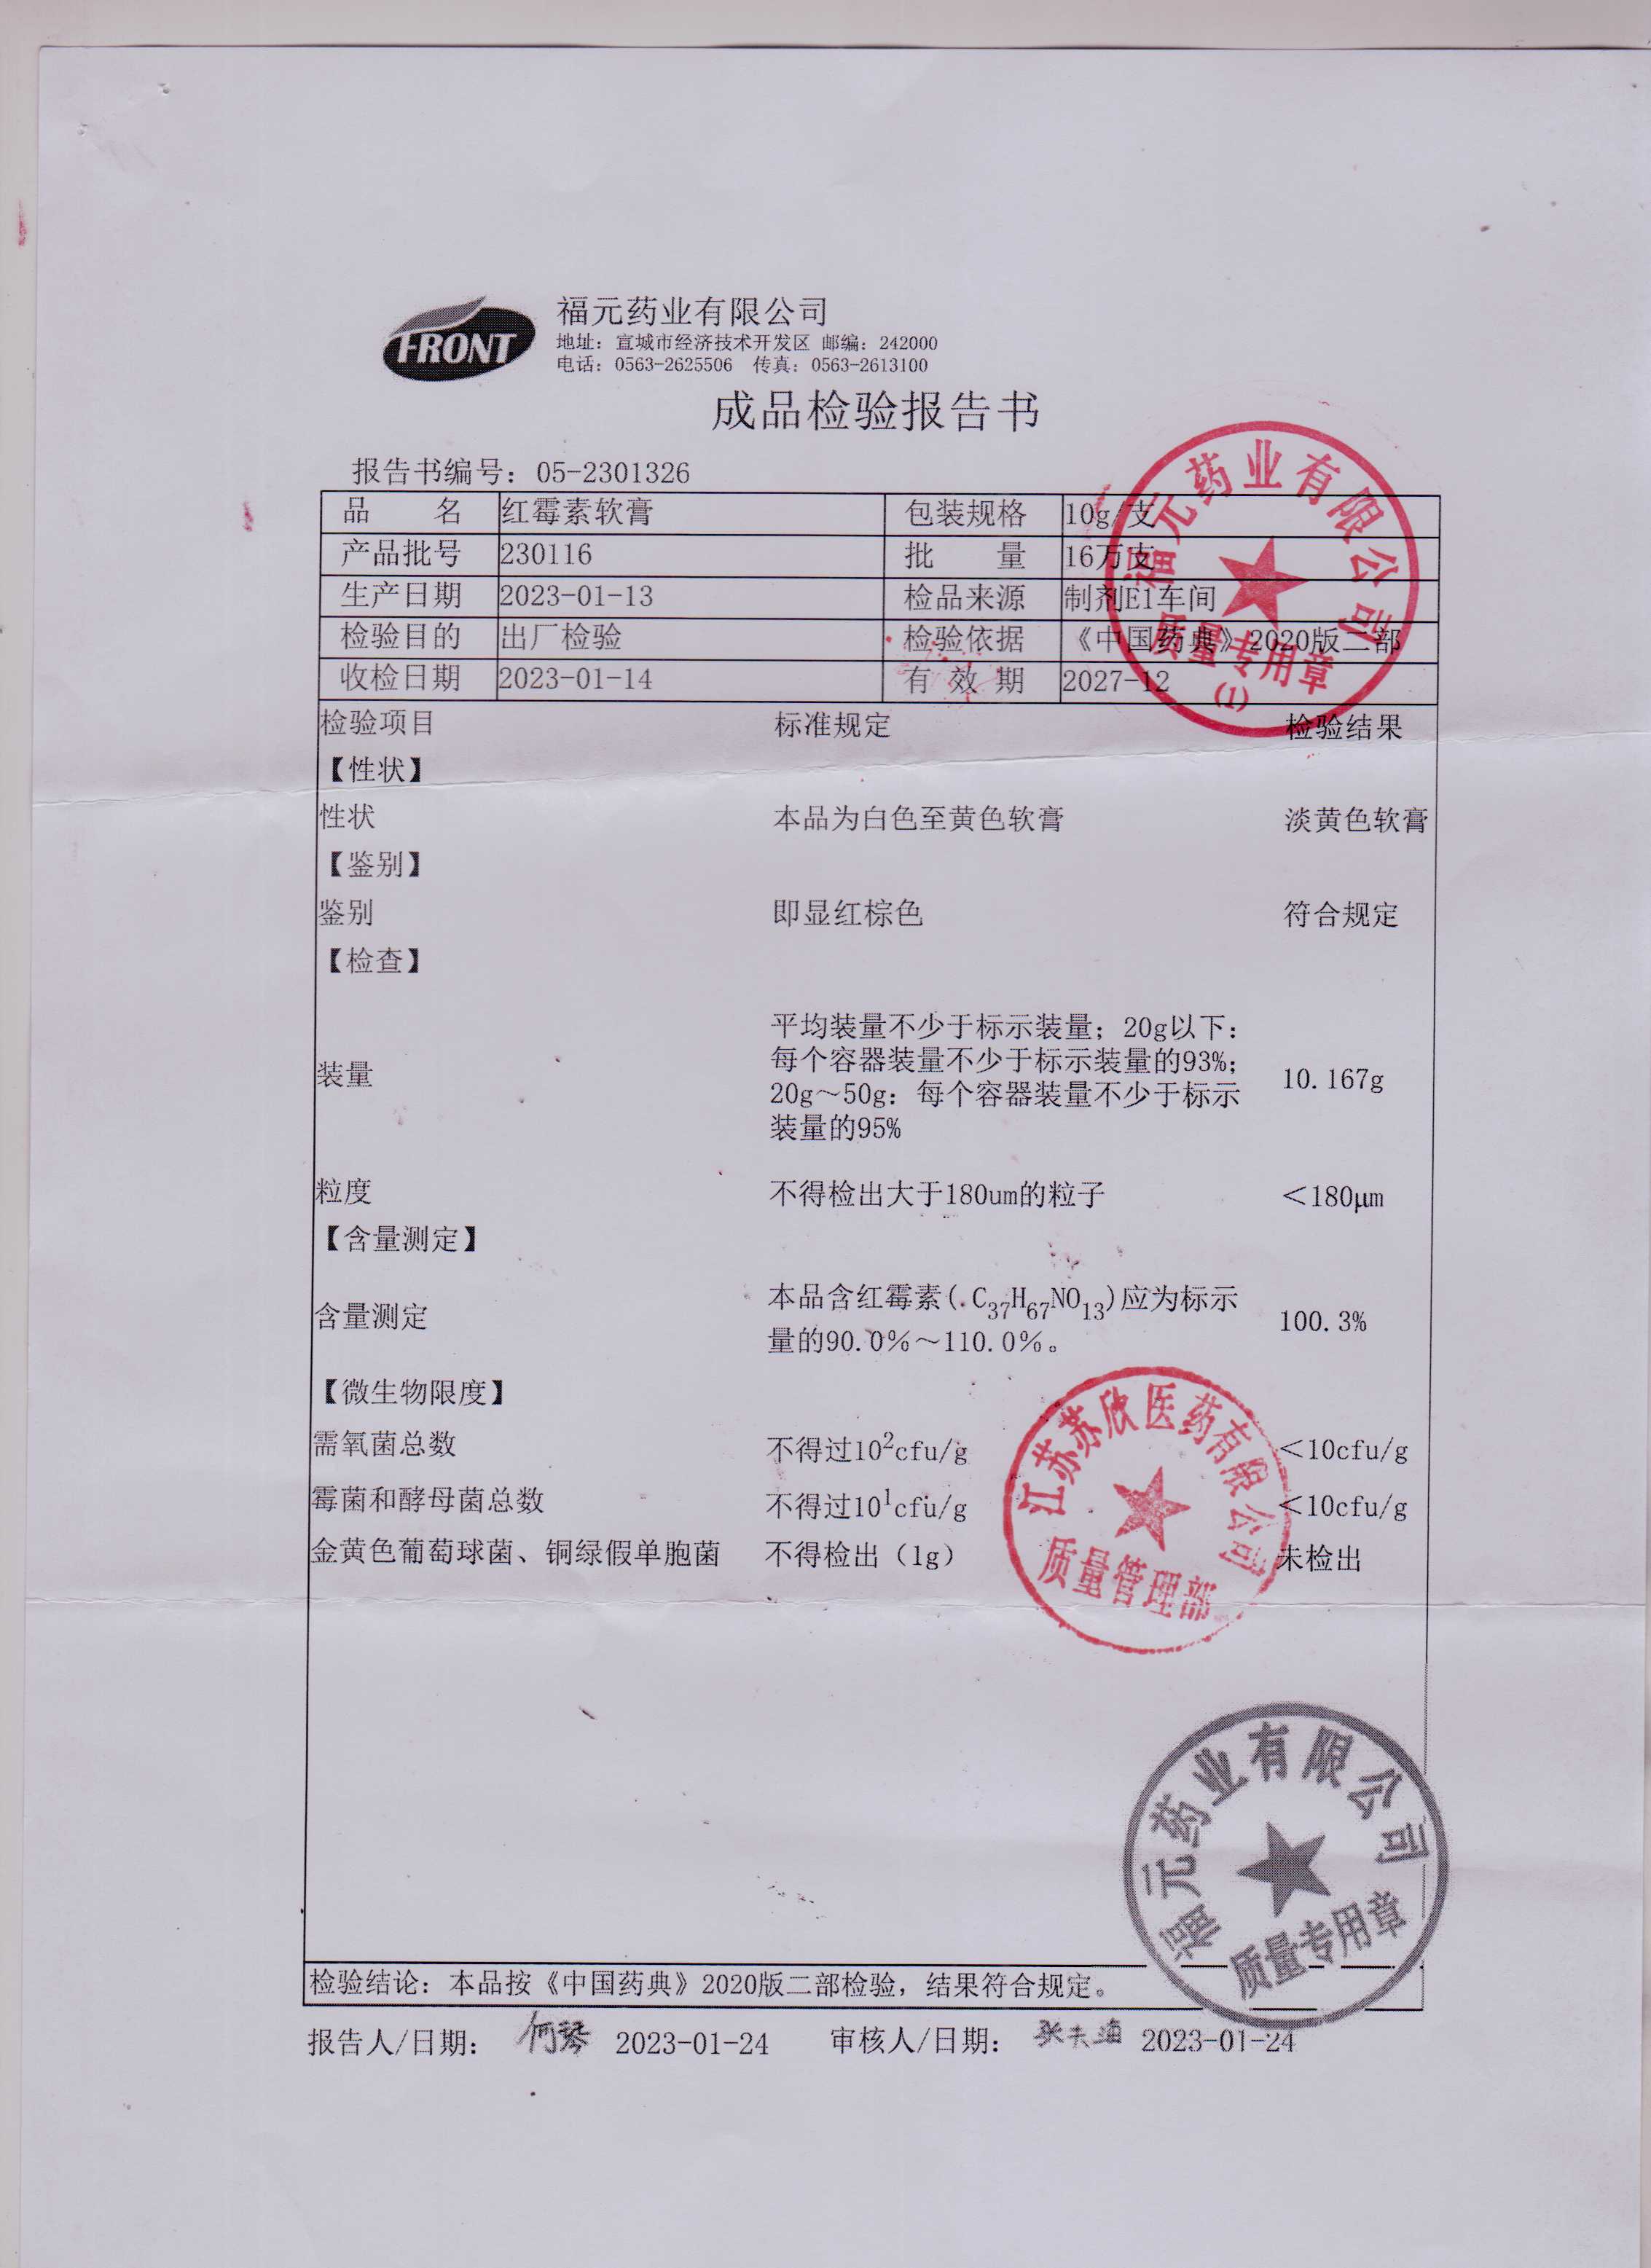 FRONT
福元药业有限公司
地址：宣城市经济技术开发区 邮编：242000
电话：0563-2625506 传真：0563-2613100
成品检验报告书
报告书编号：05-2301326
品 名 红霉素软膏 包装规格 10g/支
产品批号 230116 批 量 16万支
生产日期 2023-01-13 检品来源 制剂E1车间
检验目的 出厂检验 检验依据 《中国药典》2020版二部
收检日期 2023-01-14 有 效 期 2027-12
福元药业有限公司
质量专用章
(1)
检验项目 标准规定 检验结果
【性状】
性状 本品为白色至黄色软膏 淡黄色软膏
【鉴别】
鉴别 即显红棕色 符合规定
【检查】
装量 平均装量不少于标示装量；20g以下：
每个容器装量不少于标示装量的93%；
20g～50g：每个容器装量不少于标示
装量的95%
10.167g
粒度 不得检出大于180um的粒子 ＜180μm
【含量测定】
含量测定 本品含红霉素(.C37H67NO13)应为标示
量的90.0%～110.0%。
100.3%
【微生物限度】
需氧菌总数 不得过10²cfu/g ＜10cfu/g
霉菌和酵母菌总数 不得过10¹cfu/g ＜10cfu/g
金黄色葡萄球菌、铜绿假单胞菌 不得检出（1g） 未检出
江苏苏欣医药有限公司
质量管理部
福元药业有限公司
质量专用章
检验结论：本品按《中国药典》2020版二部检验，结果符合规定。
报告人/日期： 何琴 2023-01-24 审核人/日期： 2023-01-24